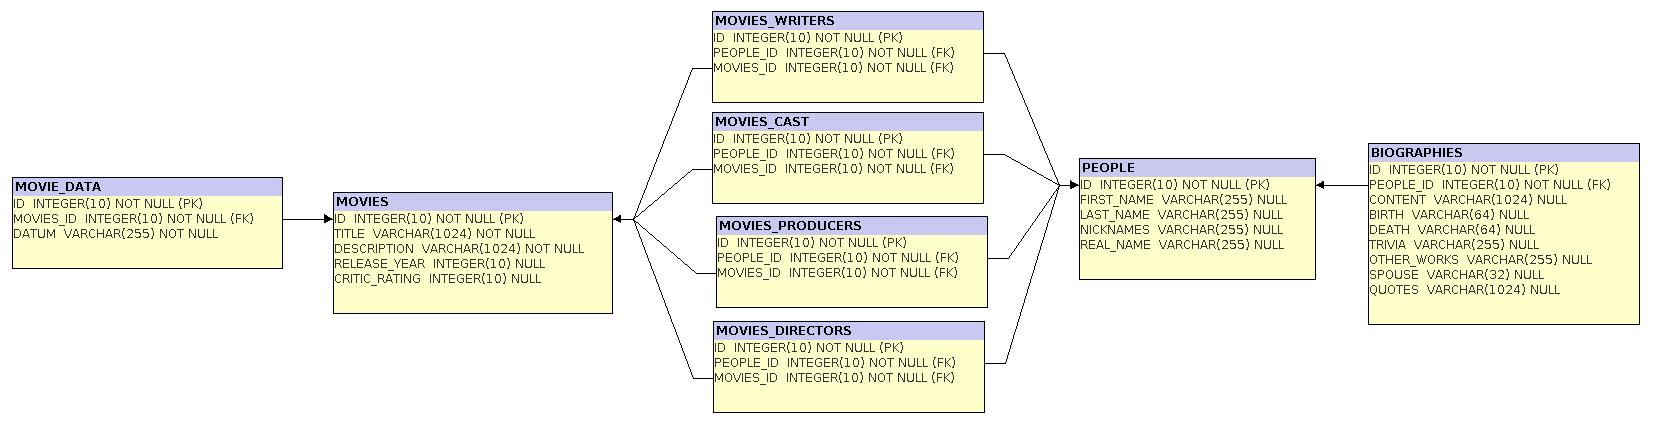 MOVIE_DATA
ID INTEGER(10) NOT NULL (PK)
MOVIES_ID INTEGER(10) NOT NULL (FK)
DATUM VARCHAR(255) NOT NULL
MOVIES
ID INTEGER(10) NOT NULL (PK)
TITLE VARCHAR(1024) NOT NULL
DESCRIPTION VARCHAR(1024) NOT NULL
RELEASE_YEAR INTEGER(10) NULL
CRITIC_RATING INTEGER(10) NULL
MOVIES_WRITERS
ID INTEGER(10) NOT NULL (PK)
PEOPLE_ID INTEGER(10) NOT NULL (FK)
MOVIES_ID INTEGER(10) NOT NULL (FK)
MOVIES_CAST
ID INTEGER(10) NOT NULL (PK)
PEOPLE_ID INTEGER(10) NOT NULL (FK)
MOVIES_ID INTEGER(10) NOT NULL (FK)
MOVIES_PRODUCERS
ID INTEGER(10) NOT NULL (PK)
PEOPLE_ID INTEGER(10) NOT NULL (FK)
MOVIES_ID INTEGER(10) NOT NULL (FK)
MOVIES_DIRECTORS
ID INTEGER(10) NOT NULL (PK)
PEOPLE_ID INTEGER(10) NOT NULL (FK)
MOVIES_ID INTEGER(10) NOT NULL (FK)
PEOPLE
ID INTEGER(10) NOT NULL (PK)
FIRST_NAME VARCHAR(255) NULL
LAST_NAME VARCHAR(255) NULL
NICKNAMES VARCHAR(255) NULL
REAL_NAME VARCHAR(255) NULL
BIOGRAPHIES
ID INTEGER(10) NOT NULL (PK)
PEOPLE_ID INTEGER(10) NOT NULL (FK)
CONTENT VARCHAR(1024) NULL
BIRTH VARCHAR(64) NULL
DEATH VARCHAR(64) NULL
TRIVIA VARCHAR(255) NULL
OTHER_WORKS VARCHAR(255) NULL
SPOUSE VARCHAR(32) NULL
QUOTES VARCHAR(1024) NULL